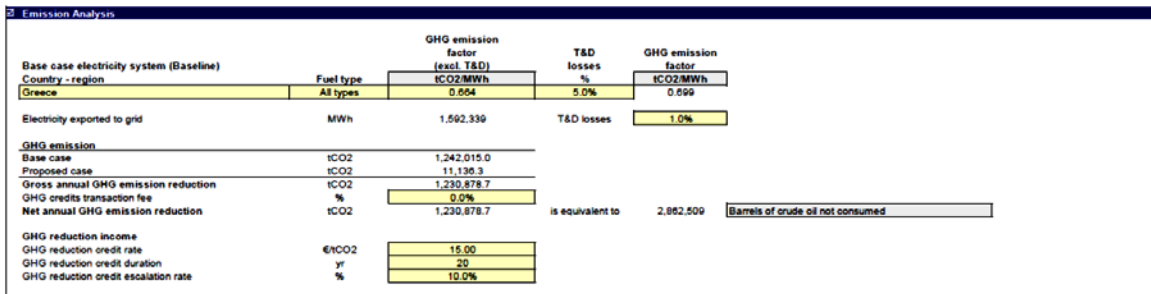 Emission Analysis
GHG emission
factor T&D GHG emission
Base case electricity system (Baseline) (excl. T&D) losses factor
Country - region Fuel type tCO2/MWh % tCO2/MWh
Greece All types 0.664 5.0% 0.699
Electricity exported to grid MWh 1,592,339 T&D losses 1.0%
GHG emission
Base case tCO2 1,242,015.0
Proposed case tCO2 11,136.3
Gross annual GHG emission reduction tCO2 1,230,878.7
GHG credits transaction fee % 0.0%
Net annual GHG emission reduction tCO2 1,230,878.7 is equivalent to 2,862,509 Barrels of crude oil not consumed
GHG reduction income
GHG reduction credit rate €/tCO2 15.00
GHG reduction credit duration yr 20
GHG reduction credit escalation rate % 10.0%